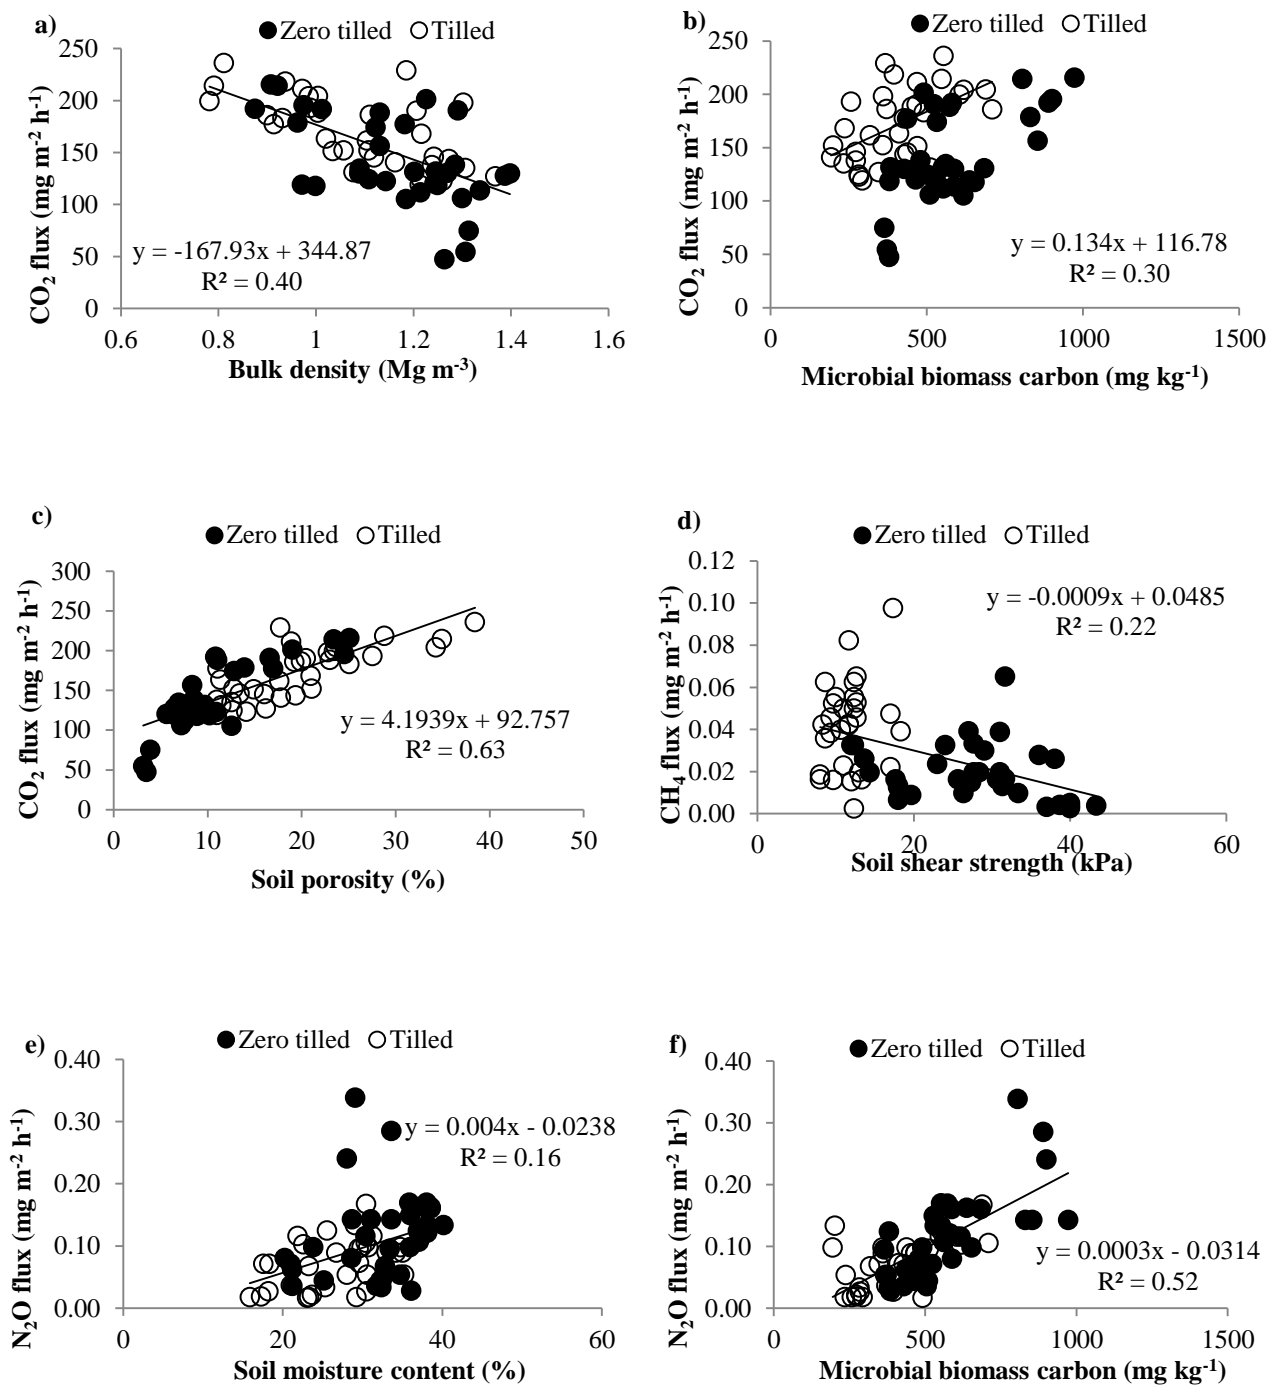 a)
● Zero tilled ○ Tilled
CO₂ flux (mg m⁻² h⁻¹)
250
200
150
100
50
0
y = -167.93x + 344.87
R² = 0.40
0.6 0.8 1 1.2 1.4 1.6
Bulk density (Mg m⁻³)
b)
● Zero tilled ○ Tilled
CO₂ flux (mg m⁻² h⁻¹)
250
200
150
100
50
0
y = 0.134x + 116.78
R² = 0.30
0 500 1000 1500
Microbial biomass carbon (mg kg⁻¹)
c)
● Zero tilled ○ Tilled
CO₂ flux (mg m⁻² h⁻¹)
300
250
200
150
100
50
0
y = 4.1939x + 92.757
R² = 0.63
0 10 20 30 40 50
Soil porosity (%)
d)
● Zero tilled ○ Tilled
CH₄ flux (mg m⁻² h⁻¹)
0.12
0.10
0.08
0.06
0.04
0.02
0.00
y = -0.0009x + 0.0485
R² = 0.22
0 20 40 60
Soil shear strength (kPa)
e)
● Zero tilled ○ Tilled
N₂O flux (mg m⁻² h⁻¹)
0.40
0.30
0.20
0.10
0.00
y = 0.004x - 0.0238
R² = 0.16
0 20 40 60
Soil moisture content (%)
f)
● Zero tilled ○ Tilled
N₂O flux (mg m⁻² h⁻¹)
0.40
0.30
0.20
0.10
0.00
y = 0.0003x - 0.0314
R² = 0.52
0 500 1000 1500
Microbial biomass carbon (mg kg⁻¹)